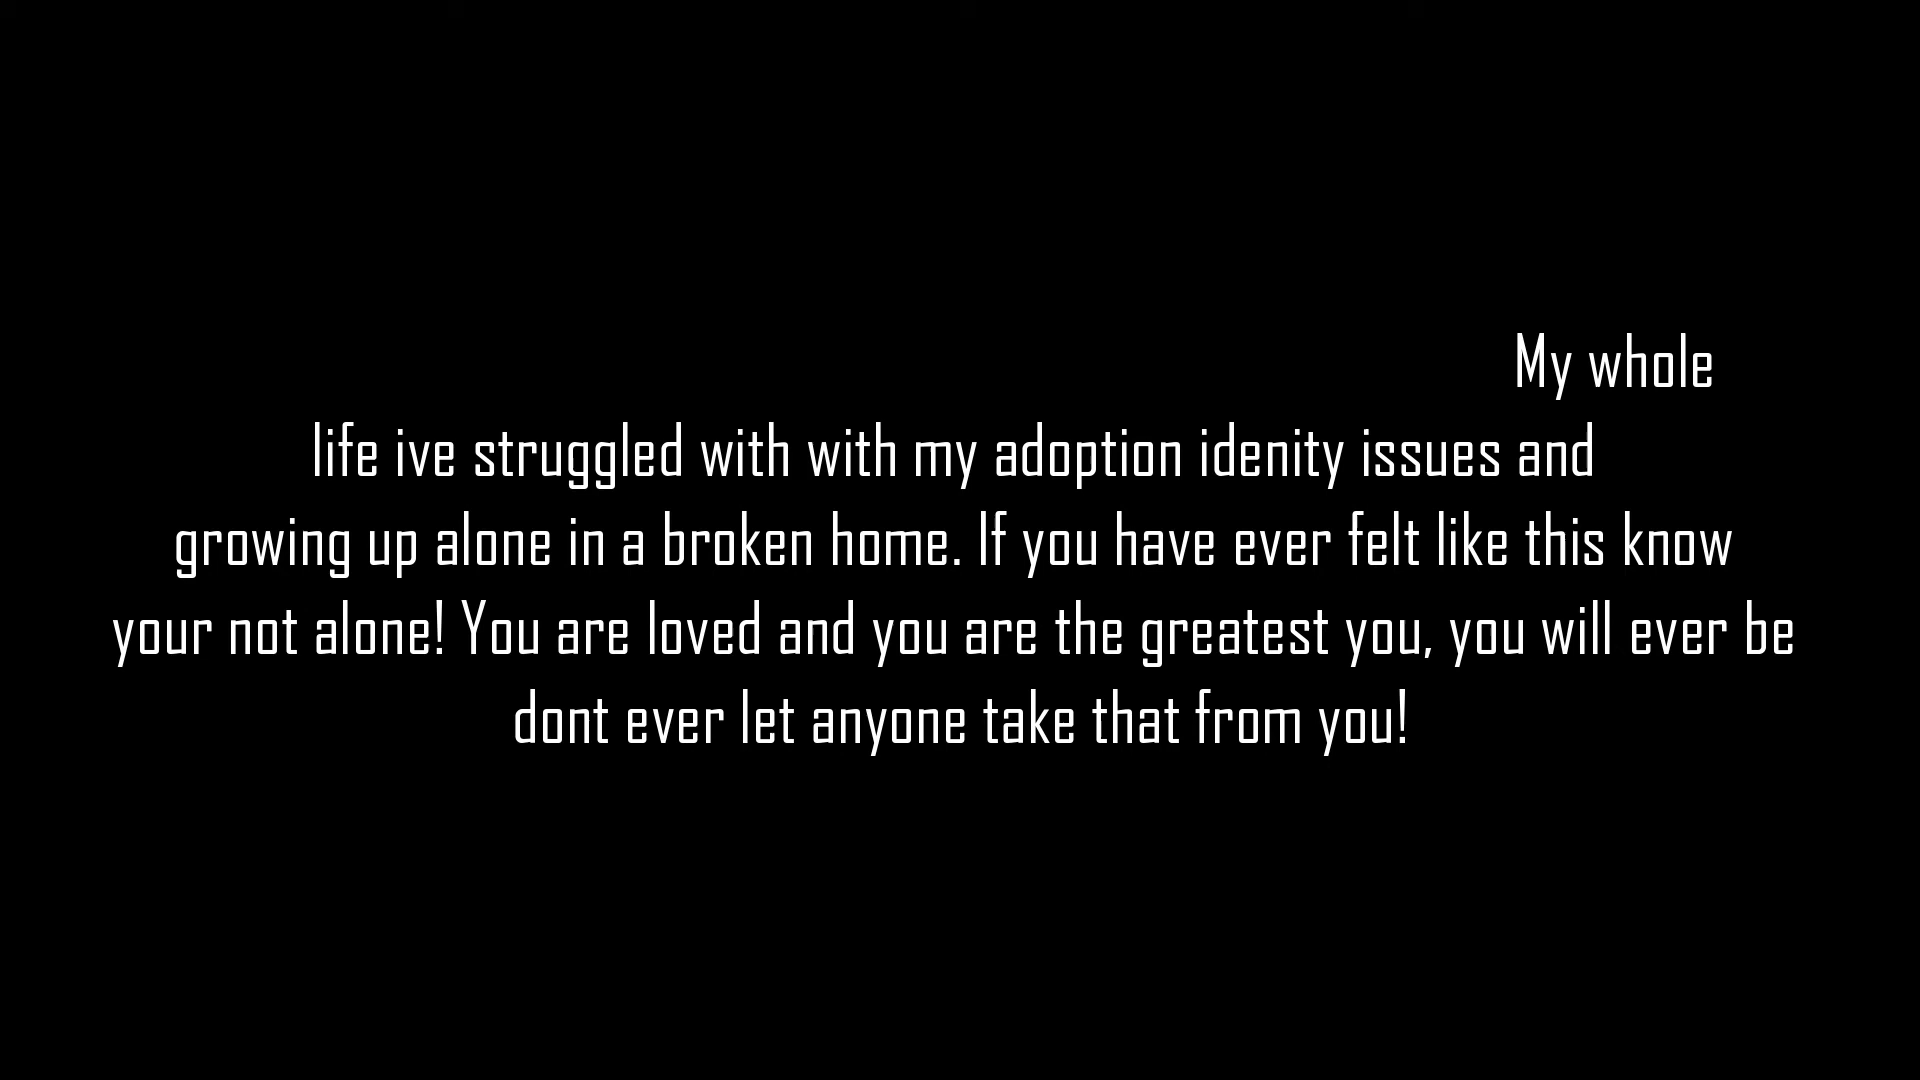 My whole
life ive struggled with with my adoption idenity issues and
growing up alone in a broken home. If you have ever felt like this know
your not alone! You are loved and you are the greatest you, you will ever be
dont ever let anyone take that from you!